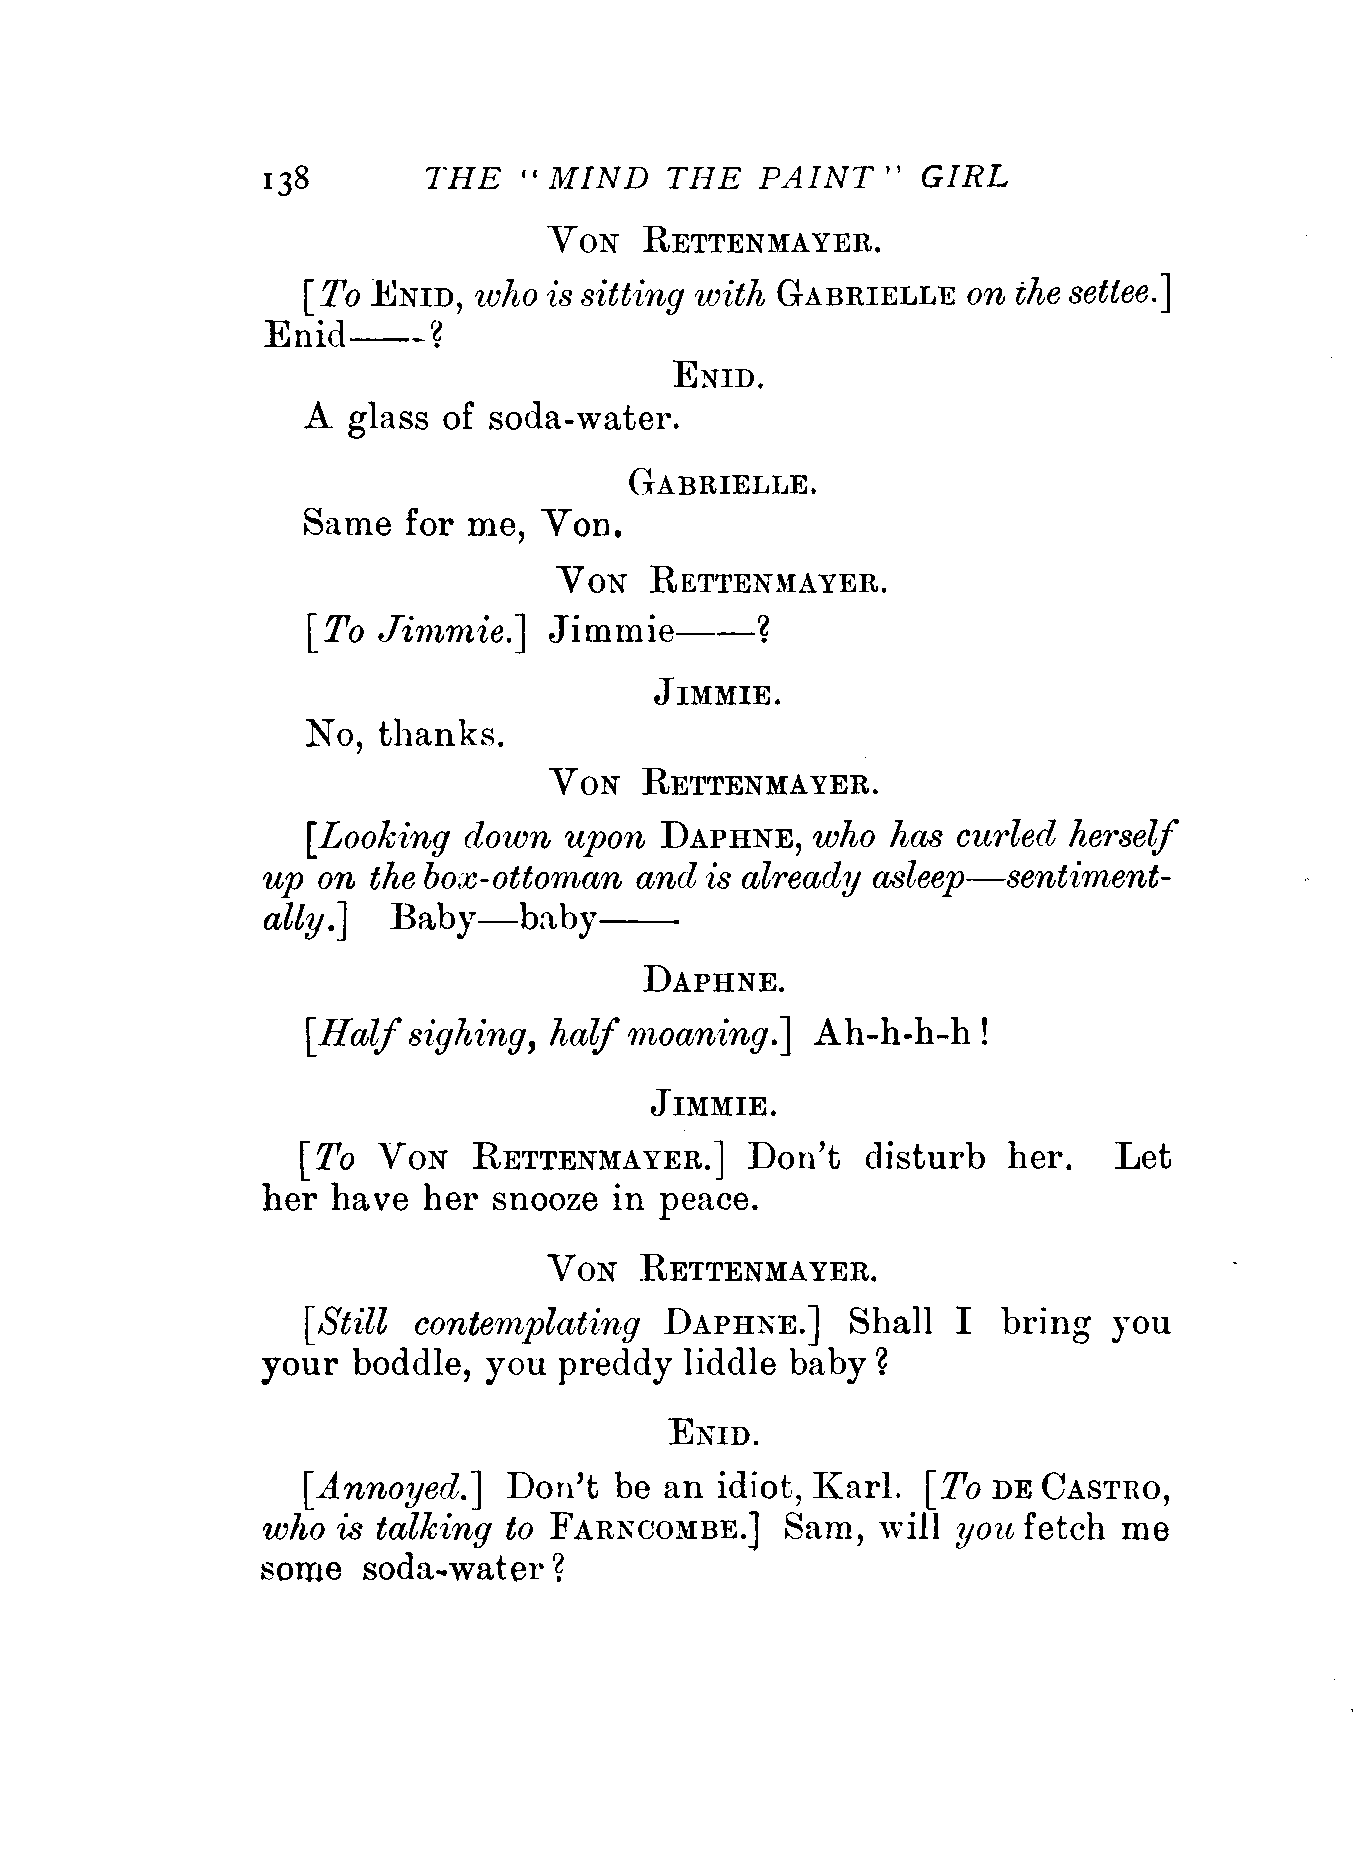 138 THE "MIND THE PAINT" GIRL
VON RETTENMAYER.
[To ENID, who is sitting with GABRIELLE on the settee.]
Enid——?
ENID.
A glass of soda-water.
GABRIELLE.
Same for me, Von.
VON RETTENMAYER.
[To Jimmie.] Jimmie——?
JIMMIE.
No, thanks.
VON RETTENMAYER.
[Looking down upon DAPHNE, who has curled herself
up on the box-ottoman and is already asleep—sentiment-
ally.] Baby—baby——
DAPHNE.
[Half sighing, half moaning.] Ah-h-h-h!
JIMMIE.
[To VON RETTENMAYER.] Don't disturb her. Let
her have her snooze in peace.
VON RETTENMAYER.
[Still contemplating DAPHNE.] Shall I bring you
your boddle, you preddy liddle baby?
ENID.
[Annoyed.] Don't be an idiot, Karl. [To DE CASTRO,
who is talking to FARNCOMBE.] Sam, will you fetch me
some soda-water?